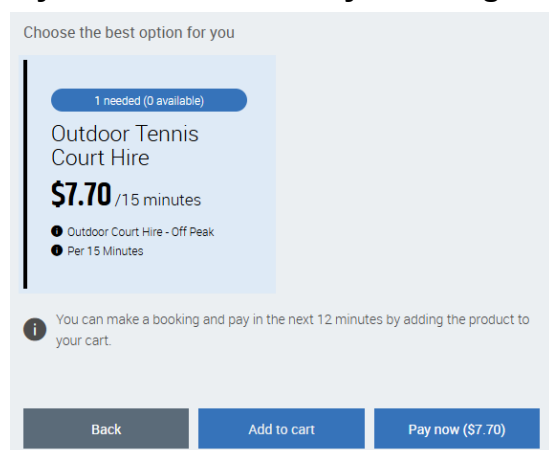 Choose the best option for you
1 needed (0 available)
Outdoor Tennis
Court Hire
$7.70 /15 minutes
Outdoor Court Hire - Off Peak
Per 15 Minutes
You can make a booking and pay in the next 12 minutes by adding the product to
your cart.
Back
Add to cart
Pay now ($7.70)